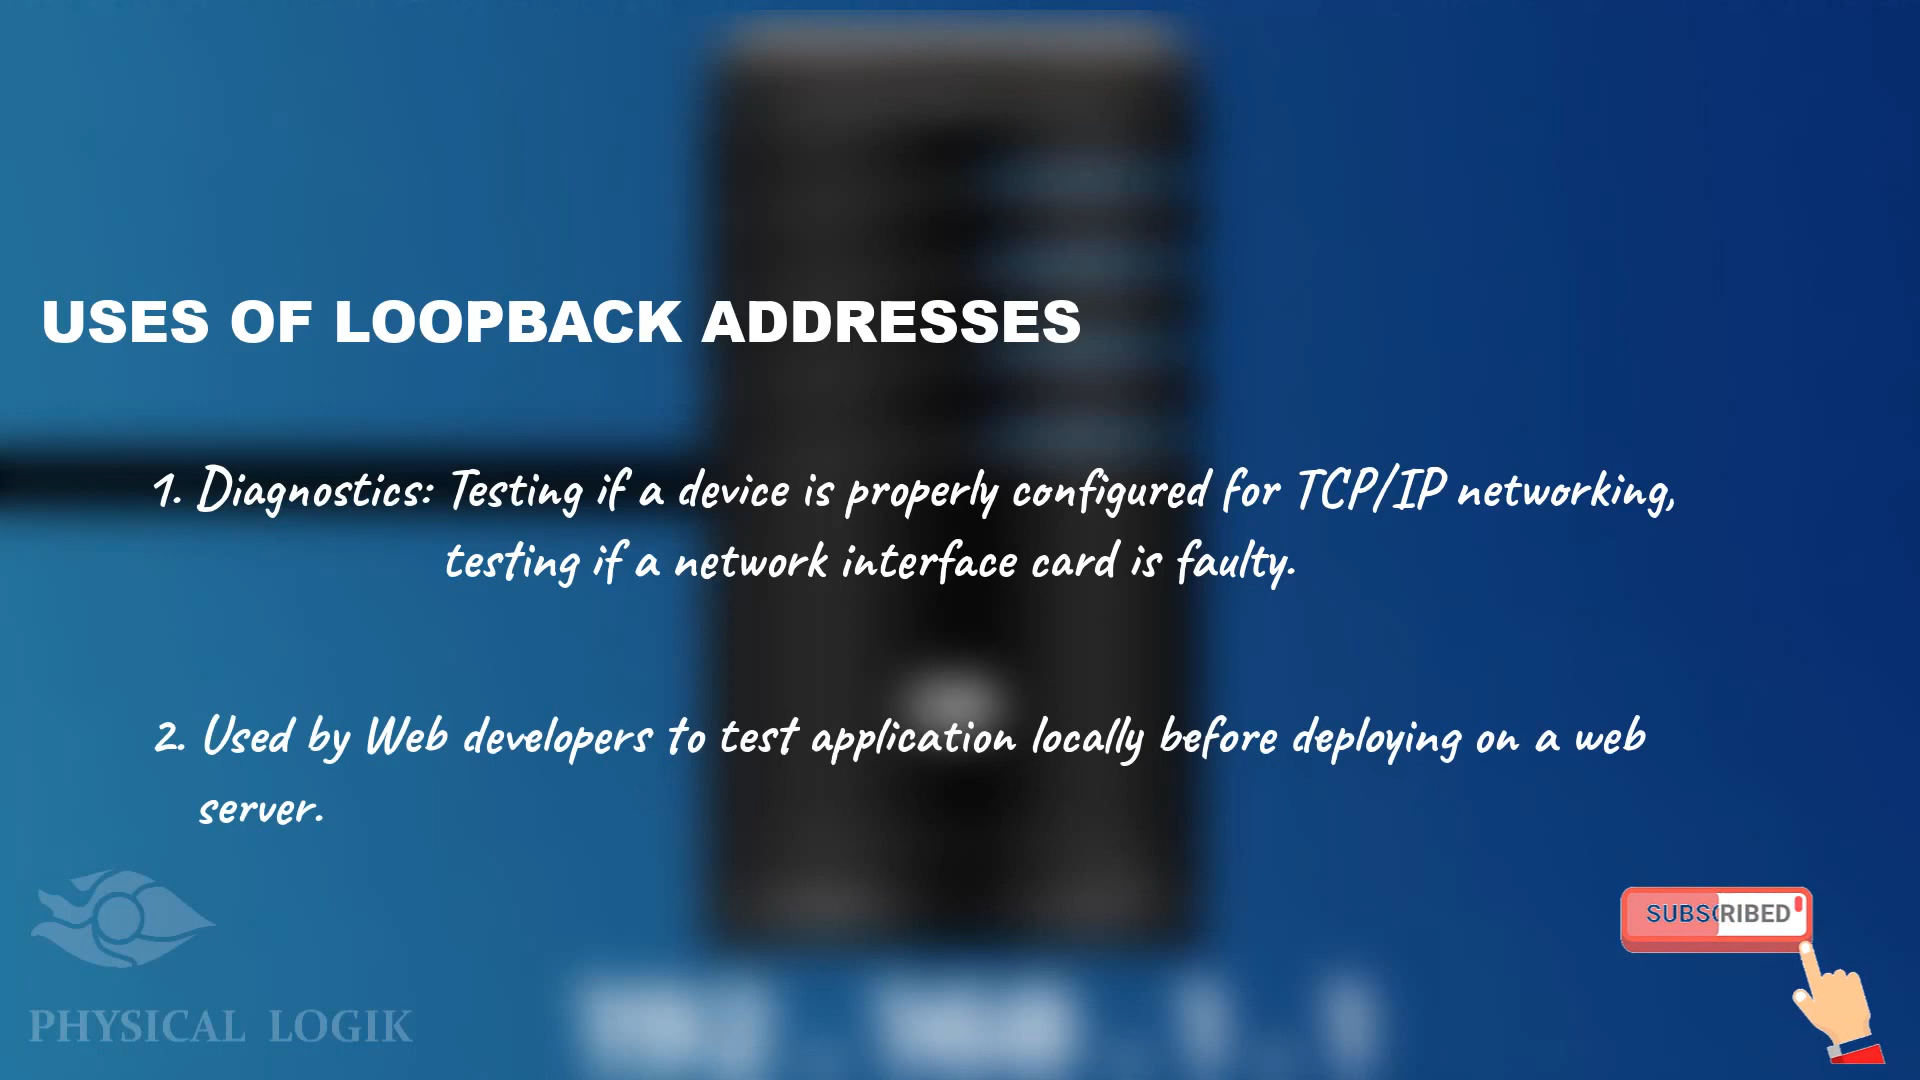 USES OF LOOPBACK ADDRESSES
1. Diagnostics: Testing if a device is properly configured for TCP/IP networking,
testing if a network interface card is faulty.
2. Used by Web developers to test application locally before deploying on a web
server.
SUBSCRIBED
PHYSICAL LOGIK